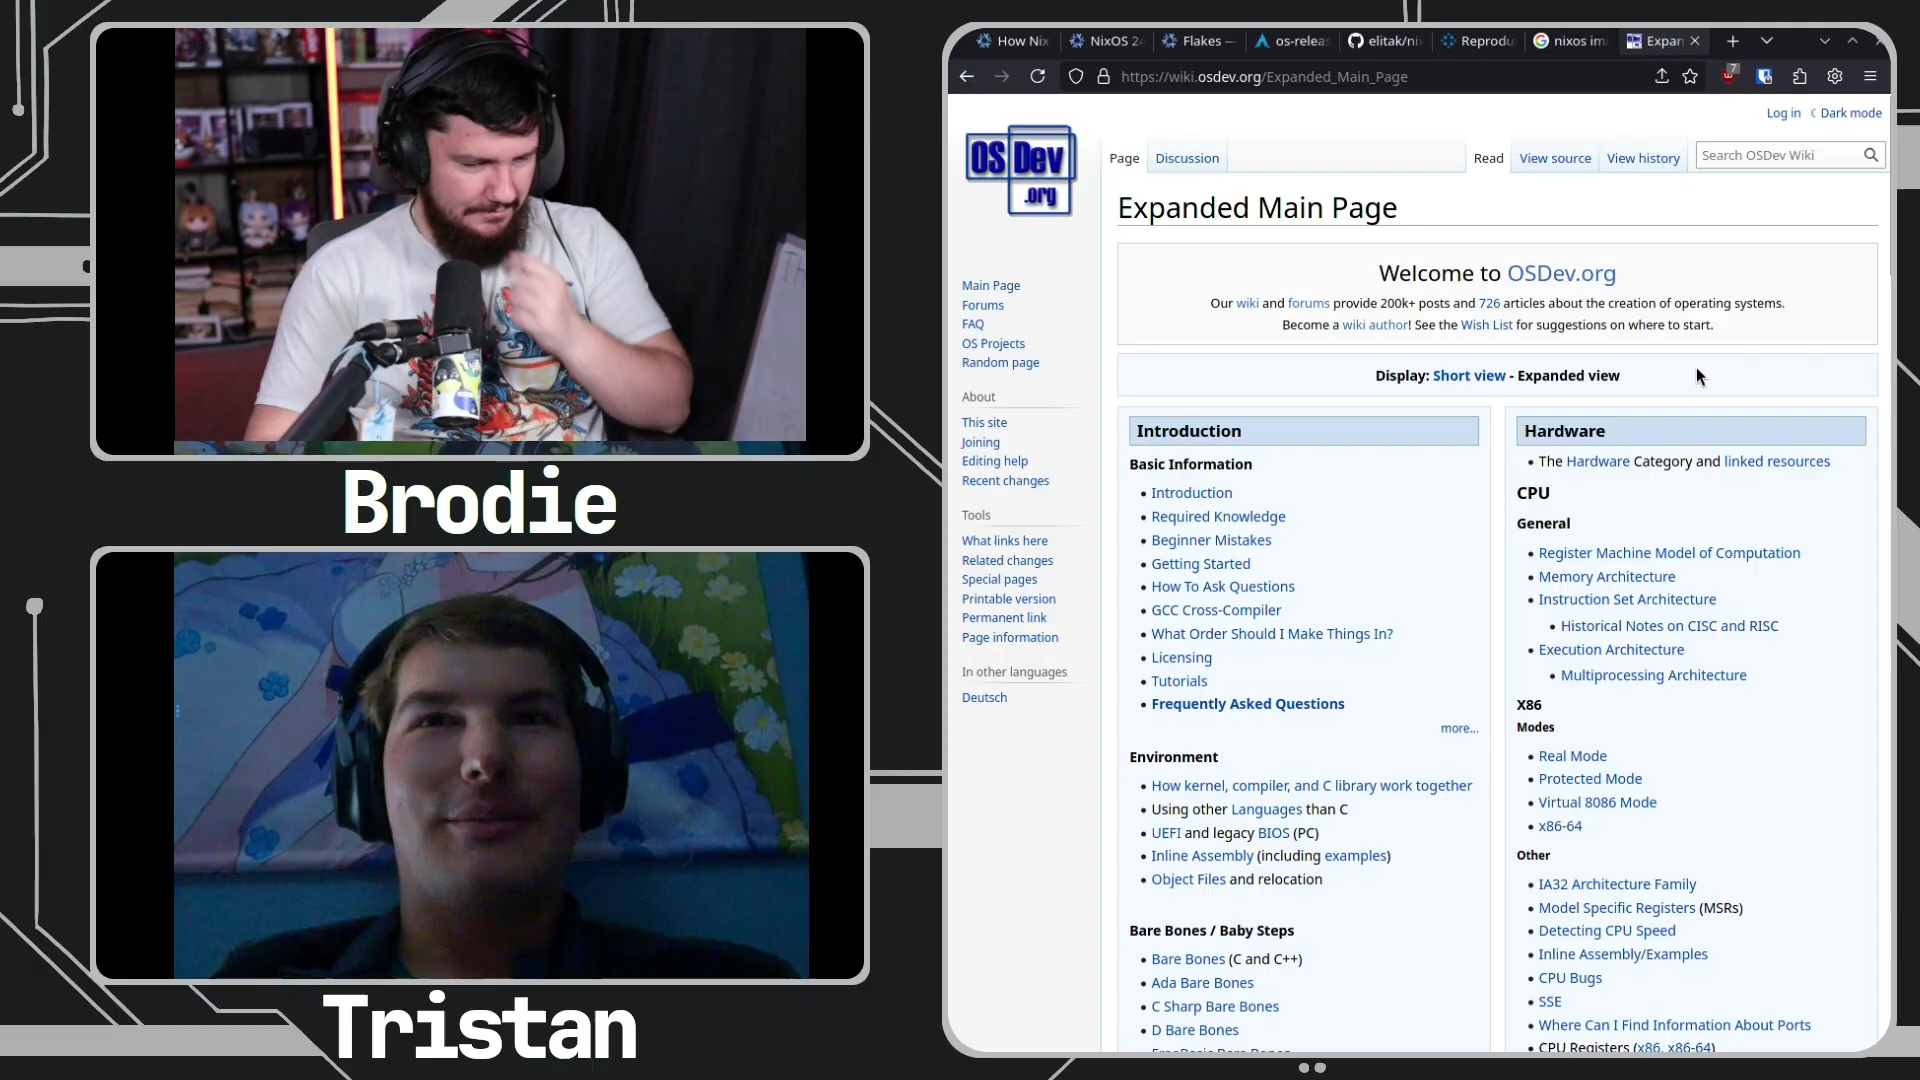 How Nix
NixOS 24
Flakes —
os-releas
elitak/nix
Reprodu
nixos im
Expan
https://wiki.osdev.org/Expanded_Main_Page
7
Log in
Dark mode
OS Dev
.org
Page
Discussion
Read
View source
View history
Search OSDev Wiki
Expanded Main Page
Welcome to OSDev.org
Our wiki and forums provide 200k+ posts and 726 articles about the creation of operating systems.
Become a wiki author! See the Wish List for suggestions on where to start.
Display: Short view - Expanded view
Main Page
Forums
FAQ
OS Projects
Random page
About
This site
Joining
Editing help
Recent changes
Tools
What links here
Related changes
Special pages
Printable version
Permanent link
Page information
In other languages
Deutsch
Introduction
Basic Information
• Introduction
• Required Knowledge
• Beginner Mistakes
• Getting Started
• How To Ask Questions
• GCC Cross-Compiler
• What Order Should I Make Things In?
• Licensing
• Tutorials
• Frequently Asked Questions
more...
Environment
• How kernel, compiler, and C library work together
• Using other Languages than C
• UEFI and legacy BIOS (PC)
• Inline Assembly (including examples)
• Object Files and relocation
Bare Bones / Baby Steps
• Bare Bones (C and C++)
• Ada Bare Bones
• C Sharp Bare Bones
• D Bare Bones
• FreeBasic Bare Bones
Hardware
• The Hardware Category and linked resources
CPU
General
• Register Machine Model of Computation
• Memory Architecture
• Instruction Set Architecture
• Historical Notes on CISC and RISC
• Execution Architecture
• Multiprocessing Architecture
X86
Modes
• Real Mode
• Protected Mode
• Virtual 8086 Mode
• x86-64
Other
• IA32 Architecture Family
• Model Specific Registers (MSRs)
• Detecting CPU Speed
• Inline Assembly/Examples
• CPU Bugs
• SSE
• Where Can I Find Information About Ports
• CPU Registers (x86, x86-64)
Brodie
Tristan